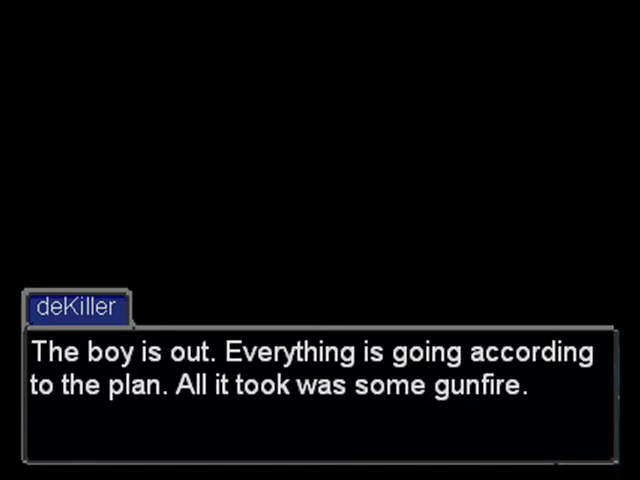 deKiller
The boy is out. Everything is going according
to the plan. All it took was some gunfire.